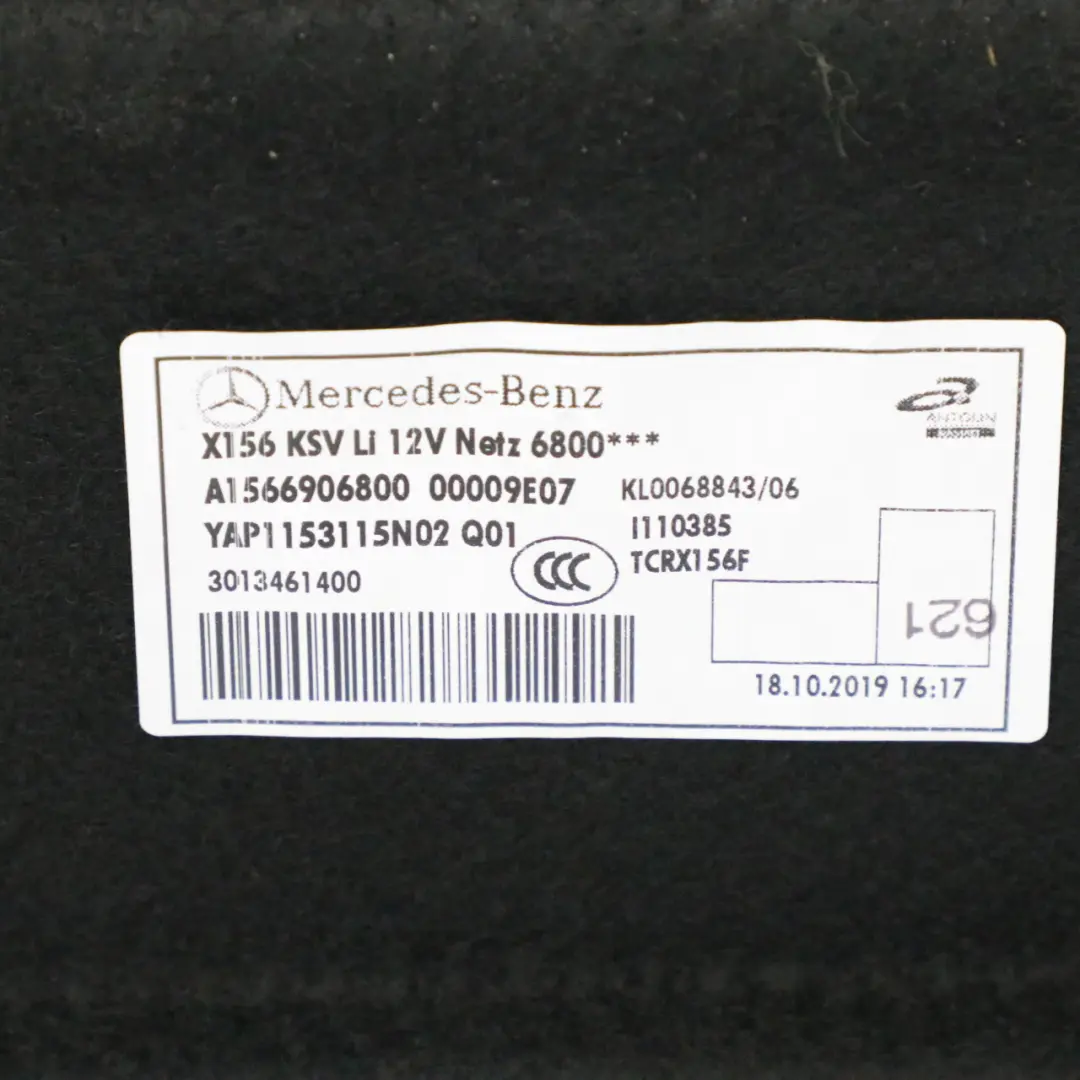 Mercedes-Benz
X156 KSV Li 12V Netz 6800***
A1566906800 00009E07 KL0068843/06
YAP1153115N02 Q01 I110385
TCRX156F
3013461400
CCC
621
18.10.2019 16:17
ANTOLIN